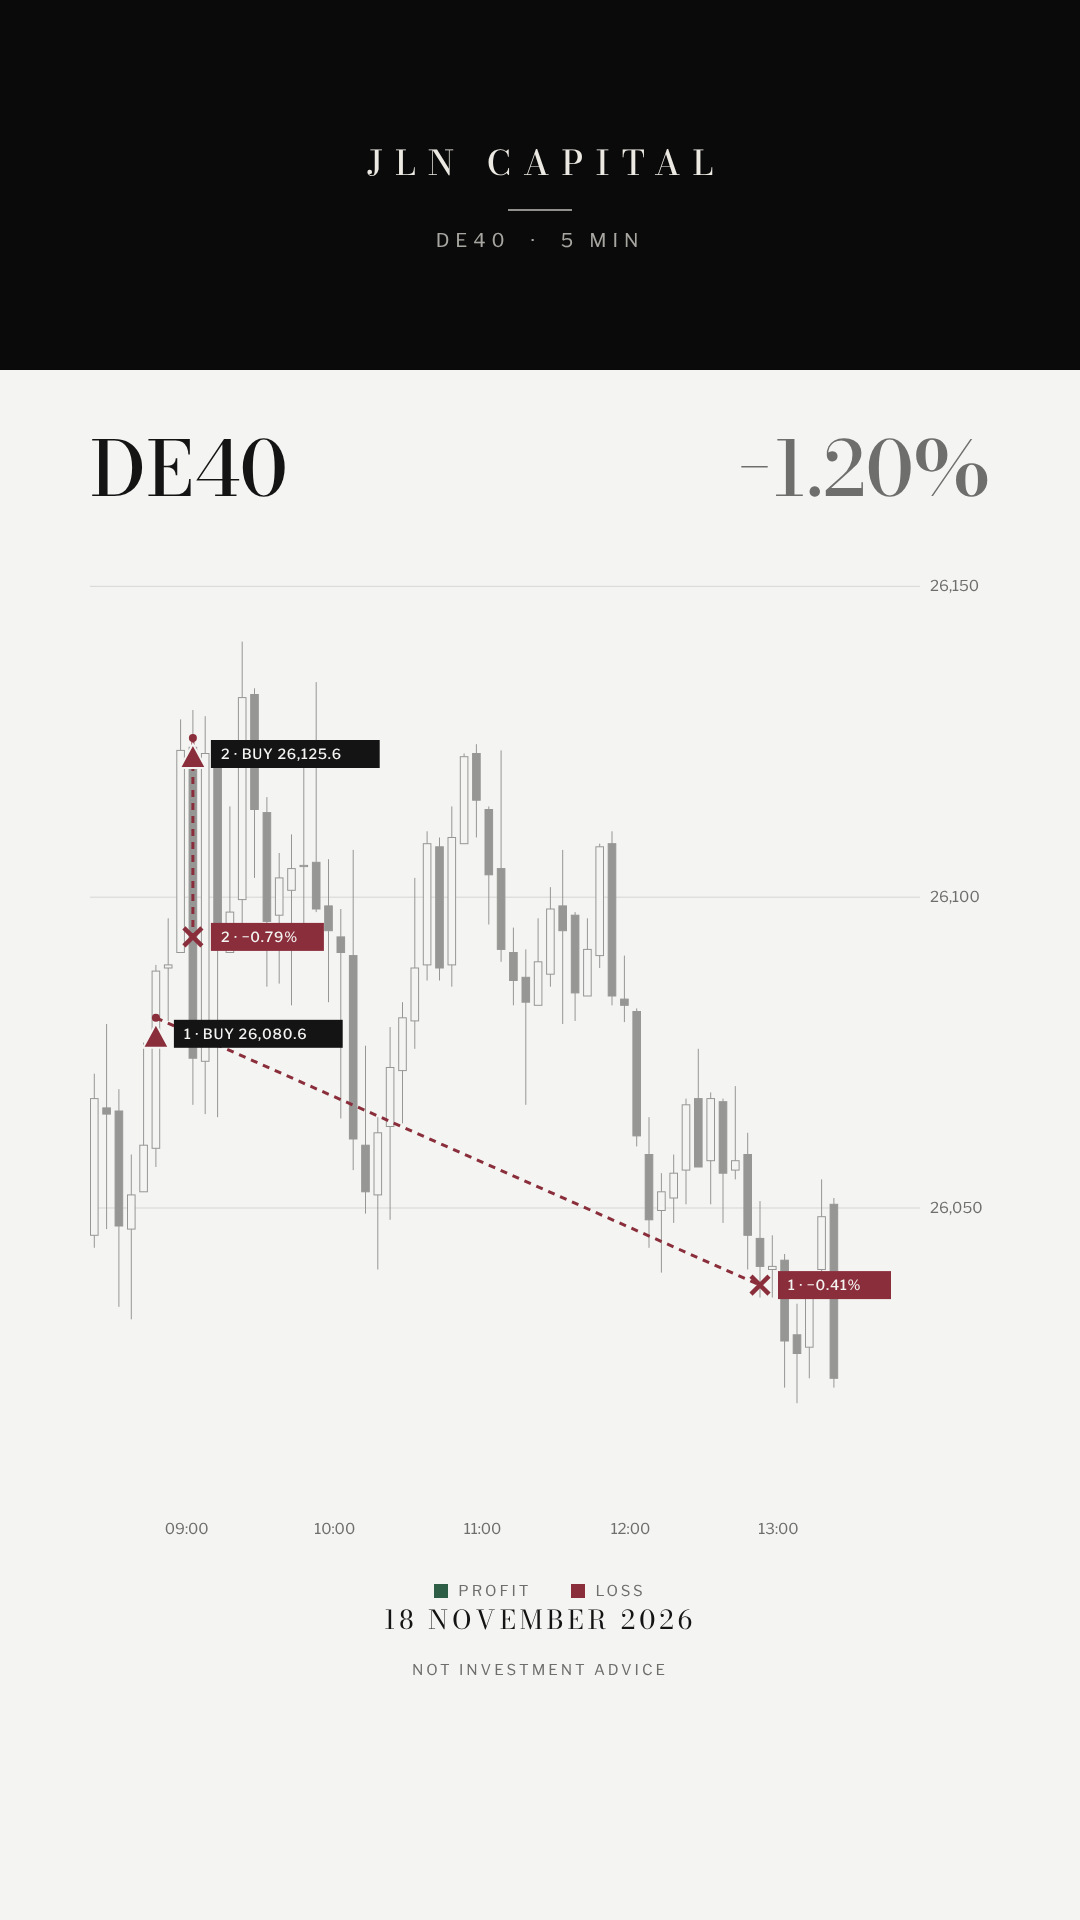 JLN CAPITAL
DE40 · 5 MIN
DE40
−1.20%
26,150
2 · BUY 26,125.6
26,100
2 · −0.79%
1 · BUY 26,080.6
26,050
1 · −0.41%
09:00 10:00 11:00 12:00 13:00
PROFIT LOSS
18 NOVEMBER 2026
NOT INVESTMENT ADVICE